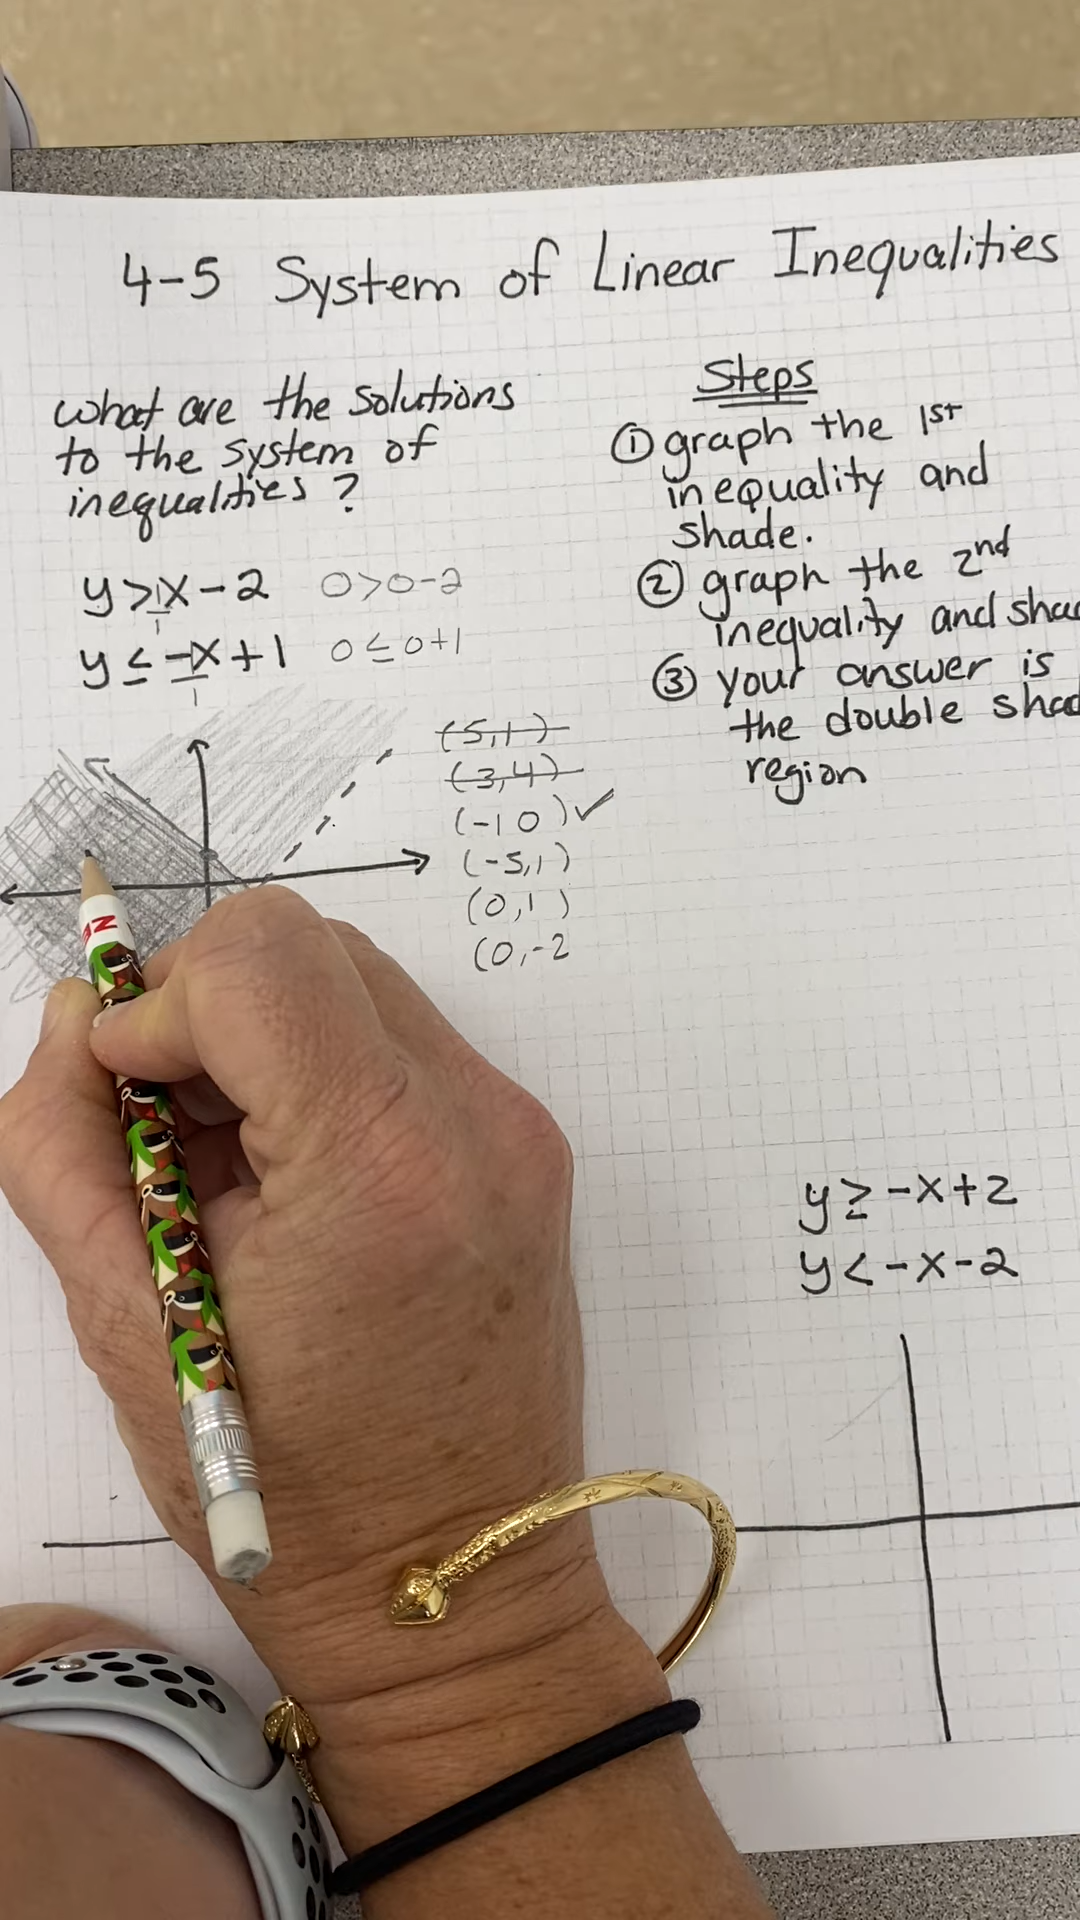 4-5 System of Linear Inequalities
What are the solutions
to the system of
inequalities?
y > x - 2 0 > 0 - 2
1
1
y ≤ -x + 1 0 ≤ 0 + 1
1
Steps
① graph the 1st
inequality and
shade.
② graph the 2nd
inequality and sha
③ your answer is
the double shad
region
(5,1)
(3,4)
(-1 0) ✓
(-5,1)
(0,1)
(0,-2
y ≥ -x + 2
y < -x - 2